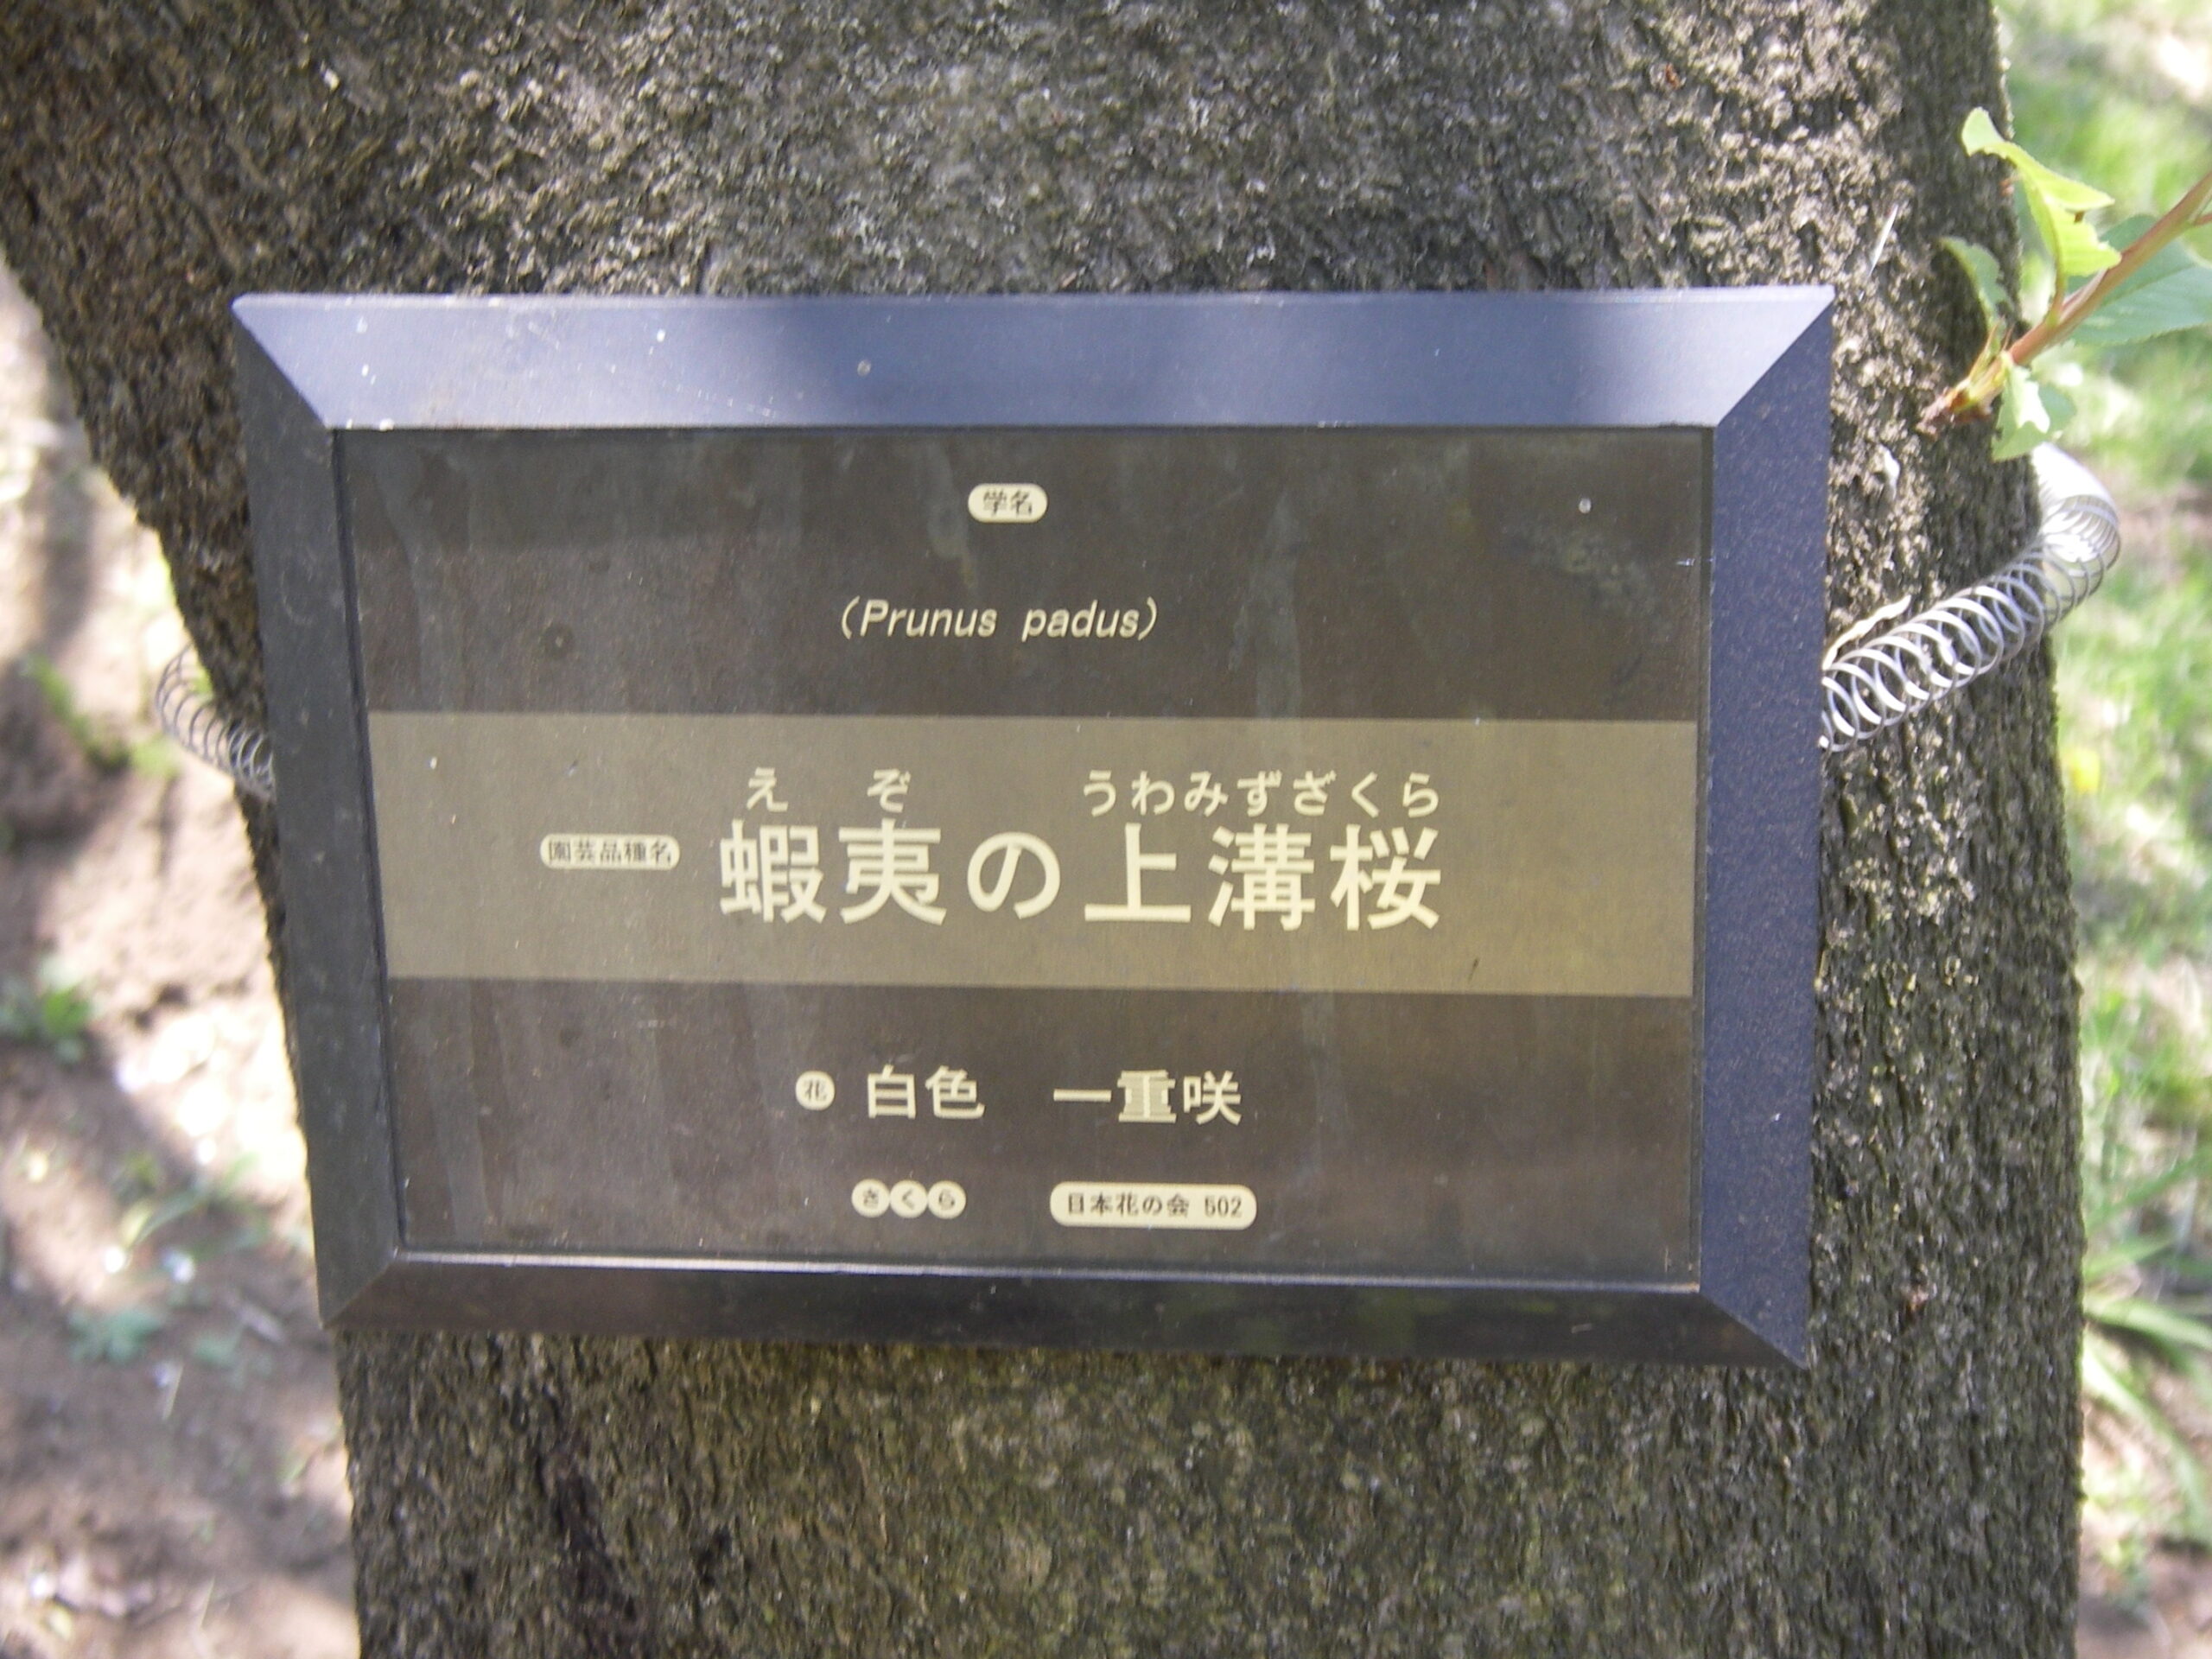 学名
(Prunus padus)
えぞ うわみずざくら
園芸品種名 蝦夷の上溝桜
花 白色 一重咲
さくら 日本花の会 502